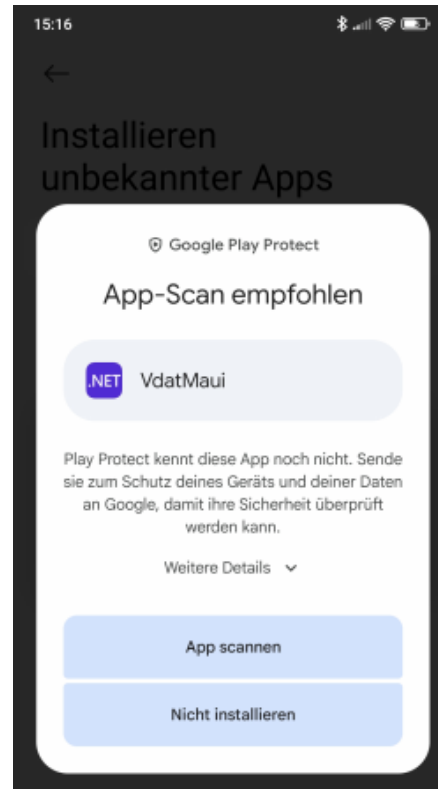 15:16
Installieren
unbekannter Apps
Google Play Protect
App-Scan empfohlen
.NET VdatMaui
Play Protect kennt diese App noch nicht. Sende
sie zum Schutz deines Geräts und deiner Daten
an Google, damit ihre Sicherheit überprüft
werden kann.
Weitere Details
App scannen
Nicht installieren